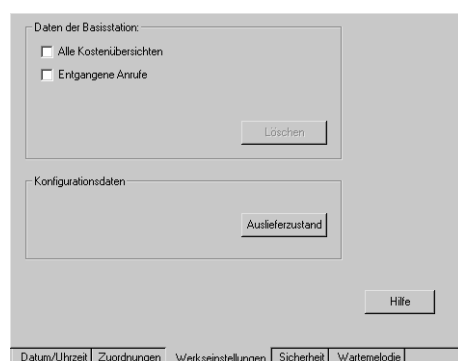 Daten der Basisstation:
Alle Kostenübersichten
Entgangene Anrufe
Löschen
Konfigurationsdaten
Auslieferzustand
Hilfe
Datum/Uhrzeit Zuordnungen Werkseinstellungen Sicherheit Wartemelodie